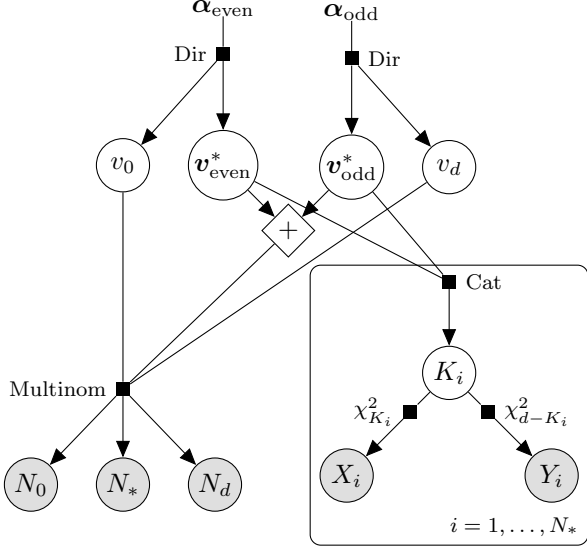 α_even α_odd
Dir Dir
v_0 v*_even v*_odd v_d
+
Cat
Multinom
K_i
χ²_{K_i} χ²_{d−K_i}
N_0 N_* N_d X_i Y_i
i = 1, . . . , N_*